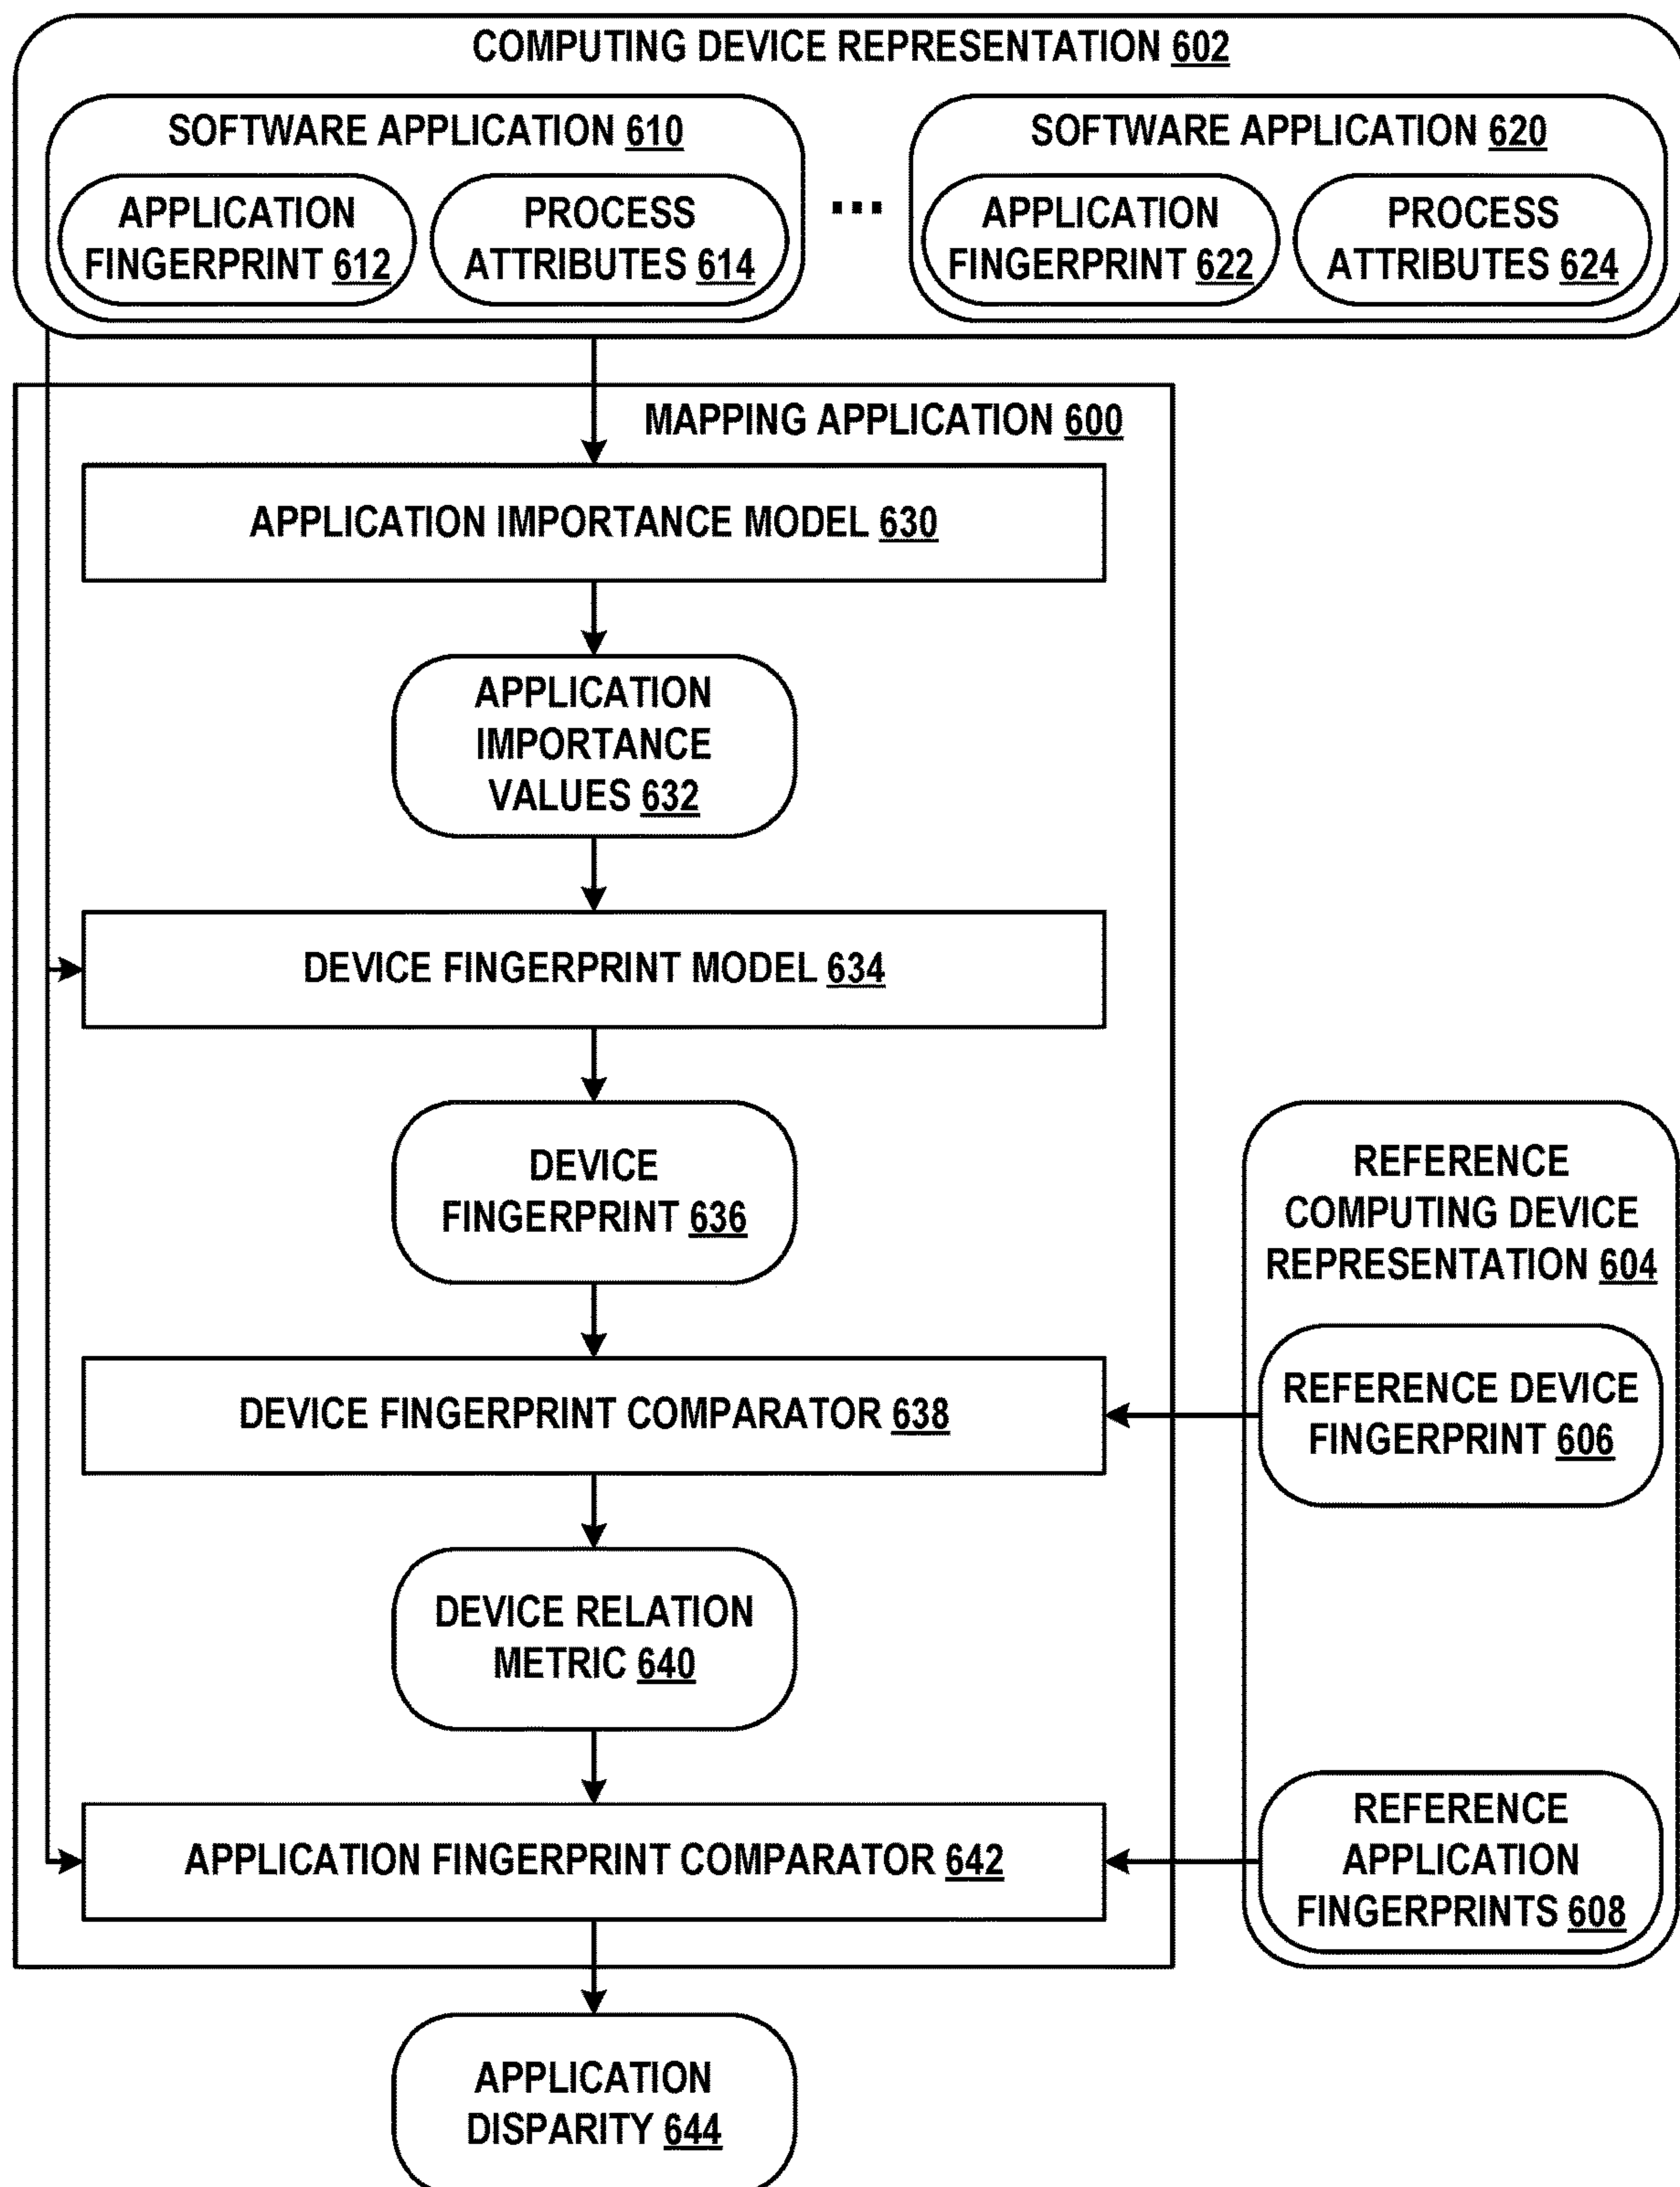 COMPUTING DEVICE REPRESENTATION 602
SOFTWARE APPLICATION 610
APPLICATION
FINGERPRINT 612
PROCESS
ATTRIBUTES 614
...
SOFTWARE APPLICATION 620
APPLICATION
FINGERPRINT 622
PROCESS
ATTRIBUTES 624
MAPPING APPLICATION 600
APPLICATION IMPORTANCE MODEL 630
APPLICATION
IMPORTANCE
VALUES 632
DEVICE FINGERPRINT MODEL 634
DEVICE
FINGERPRINT 636
REFERENCE
COMPUTING DEVICE
REPRESENTATION 604
DEVICE FINGERPRINT COMPARATOR 638
REFERENCE DEVICE
FINGERPRINT 606
DEVICE RELATION
METRIC 640
APPLICATION FINGERPRINT COMPARATOR 642
REFERENCE
APPLICATION
FINGERPRINTS 608
APPLICATION
DISPARITY 644